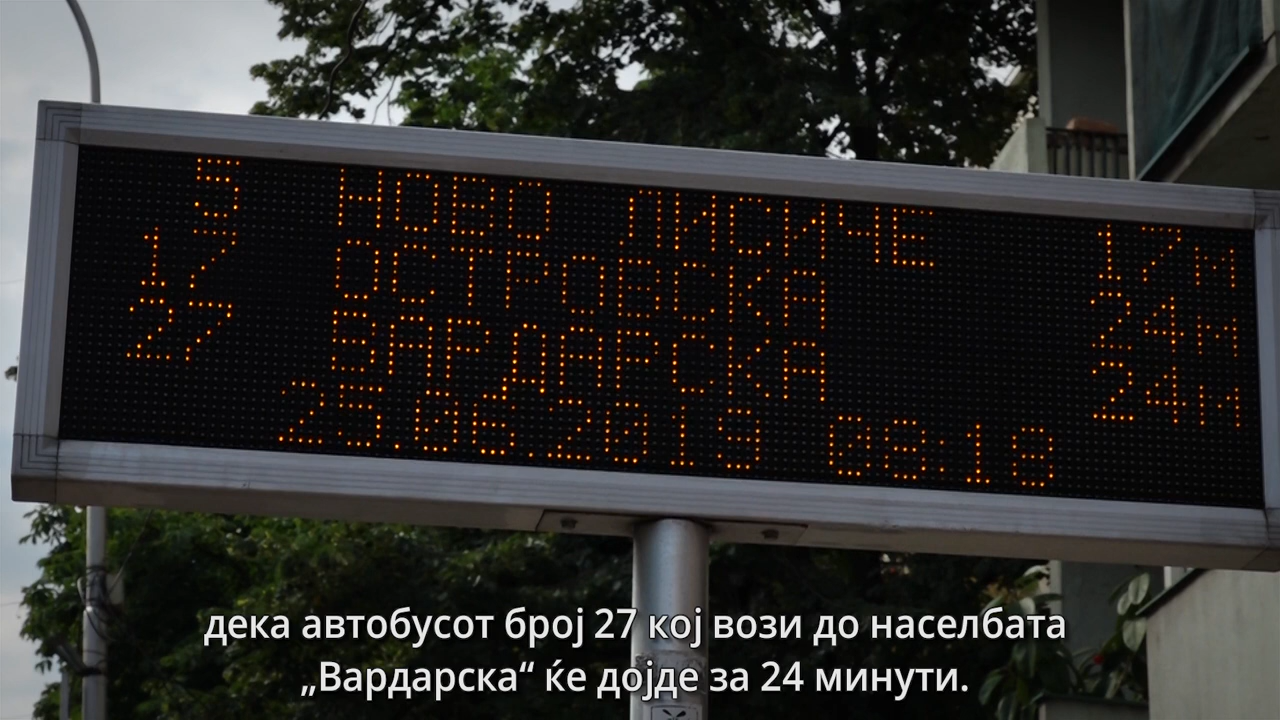 5 НОВО ЛИСИЧЕ 17м
17 ОСТРОВСКА 24м
27 ВАРДАРСКА 24м
25.06.2019 08:18
дека автобусот број 27 кој вози до населбата
„Вардарска“ ќе дојде за 24 минути.